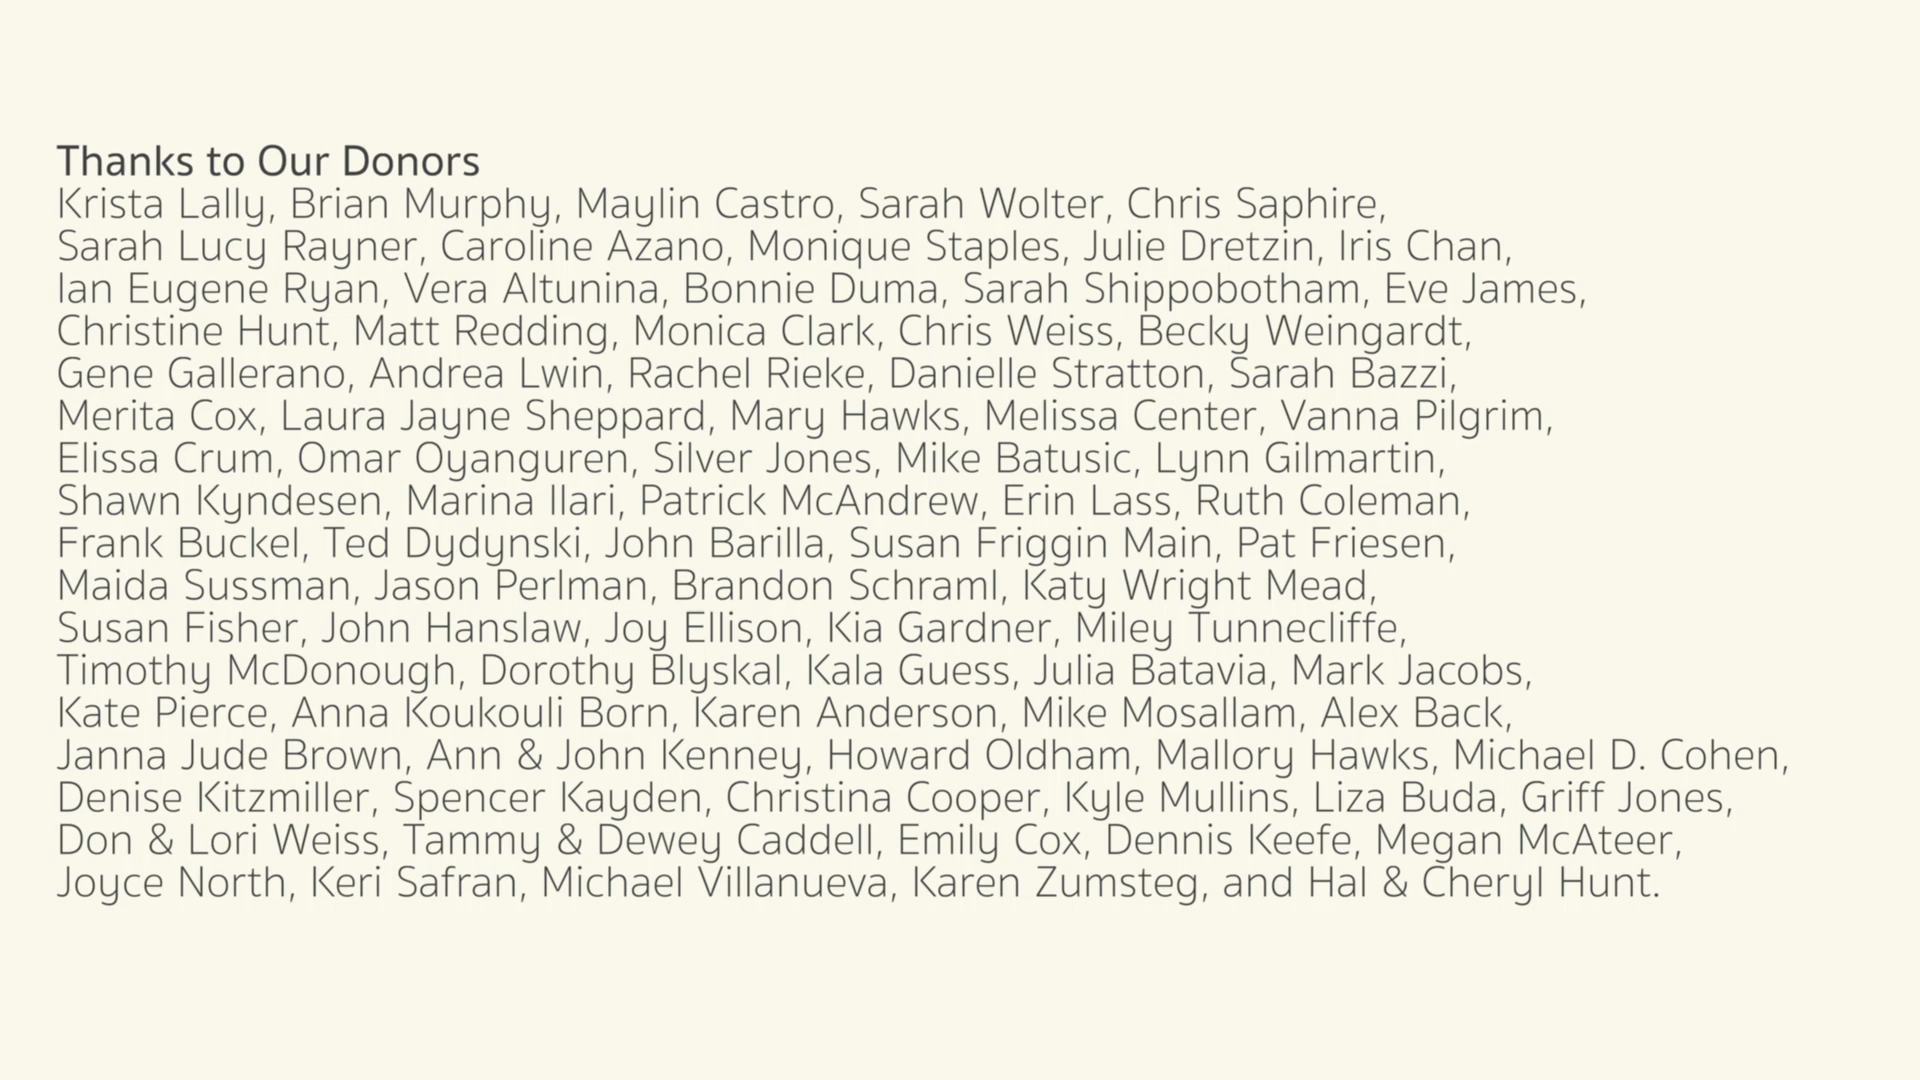 Thanks to Our Donors
Krista Lally, Brian Murphy, Maylin Castro, Sarah Wolter, Chris Saphire,
Sarah Lucy Rayner, Caroline Azano, Monique Staples, Julie Dretzin, Iris Chan,
Ian Eugene Ryan, Vera Altunina, Bonnie Duma, Sarah Shippobotham, Eve James,
Christine Hunt, Matt Redding, Monica Clark, Chris Weiss, Becky Weingardt,
Gene Gallerano, Andrea Lwin, Rachel Rieke, Danielle Stratton, Sarah Bazzi,
Merita Cox, Laura Jayne Sheppard, Mary Hawks, Melissa Center, Vanna Pilgrim,
Elissa Crum, Omar Oyanguren, Silver Jones, Mike Batusic, Lynn Gilmartin,
Shawn Kyndesen, Marina Ilari, Patrick McAndrew, Erin Lass, Ruth Coleman,
Frank Buckel, Ted Dydynski, John Barilla, Susan Friggin Main, Pat Friesen,
Maida Sussman, Jason Perlman, Brandon Schraml, Katy Wright Mead,
Susan Fisher, John Hanslaw, Joy Ellison, Kia Gardner, Miley Tunnecliffe,
Timothy McDonough, Dorothy Blyskal, Kala Guess, Julia Batavia, Mark Jacobs,
Kate Pierce, Anna Koukouli Born, Karen Anderson, Mike Mosallam, Alex Back,
Janna Jude Brown, Ann & John Kenney, Howard Oldham, Mallory Hawks, Michael D. Cohen,
Denise Kitzmiller, Spencer Kayden, Christina Cooper, Kyle Mullins, Liza Buda, Griff Jones,
Don & Lori Weiss, Tammy & Dewey Caddell, Emily Cox, Dennis Keefe, Megan McAteer,
Joyce North, Keri Safran, Michael Villanueva, Karen Zumsteg, and Hal & Cheryl Hunt.